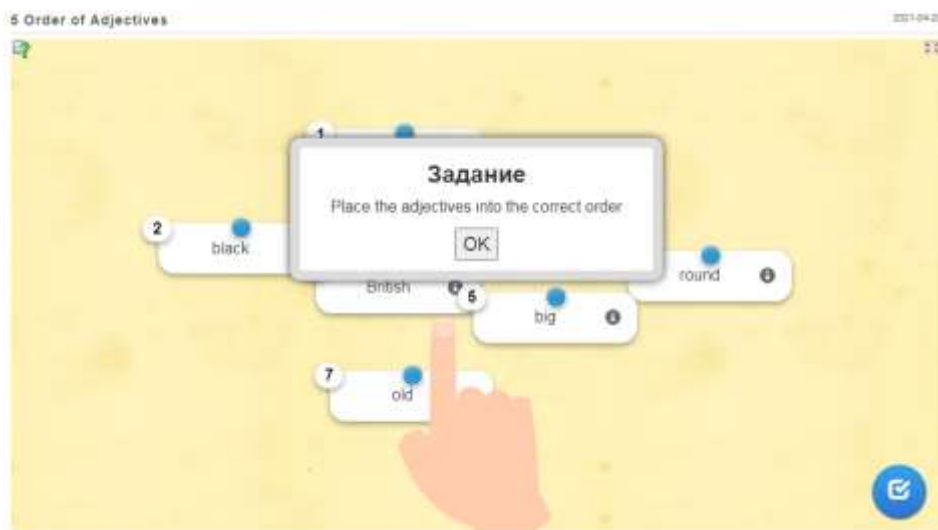 5 Order of Adjectives
1
Задание
Place the adjectives into the correct order
OK
2
black
round
British
5
big
7
old